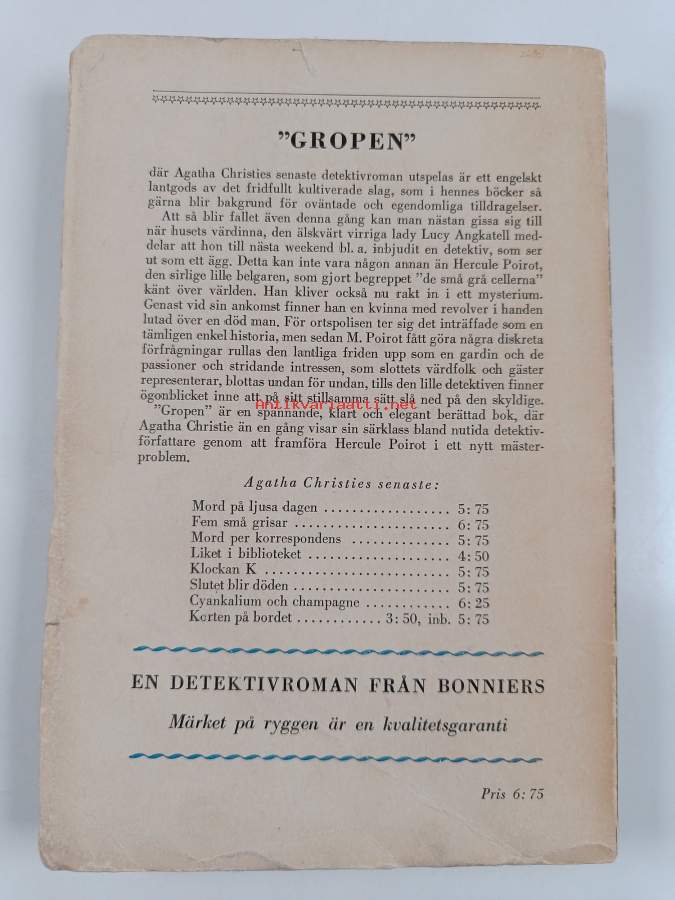 "GROPEN"
där Agatha Christies senaste detektivroman utspelas är ett engelskt
lantgods av det fridfullt kultiverade slag, som i hennes böcker så
gärna blir bakgrund för oväntade och egendomliga tilldragelser.
Att så blir fallet även denna gång kan man nästan gissa sig till
när husets värdinna, den älskvärt virriga lady Lucy Angkatell med-
delar att hon till nästa weekend bl. a. inbjudit en detektiv, som ser
ut som ett ägg. Detta kan inte vara någon annan än Hercule Poirot,
den sirlige lille belgaren, som gjort begreppet "de små grå cellerna"
känt över världen. Han kliver också nu rakt in i ett mysterium.
Genast vid sin ankomst finner han en kvinna med revolver i handen
lutad över en död man. För ortspolisen ter sig det inträffade som en
tämligen enkel historia, men sedan M. Poirot fått göra några diskreta
förfrågningar rullas den lantliga friden upp som en gardin och de
passioner och stridande intressen, som slottets värdfolk och gäster
representerar, blottas undan för undan, tills den lille detektiven finner
ögonblicket inne att på sitt stillsamma sätt slå ned på den skyldige.
Antikvariaatti.net
"Gropen" är en spännande, klart och elegant berättad bok, där
Agatha Christie än en gång visar sin särklass bland nutida detektiv-
författare genom att framföra Hercule Poirot i ett nytt mäster-
problem.
Agatha Christies senaste:
Mord på ljusa dagen .................. 5: 75
Fem små grisar ...................... 6: 75
Mord per korrespondens .............. 5: 75
Liket i biblioteket .................... 4: 50
Klockan K .......................... 5: 75
Slutet blir döden ...................... 5: 75
Cyankalium och champagne ............ 6: 25
Korten på bordet ............ 3: 50, inb. 5: 75
EN DETEKTIVROMAN FRÅN BONNIERS
Märket på ryggen är en kvalitetsgaranti
Pris 6: 75